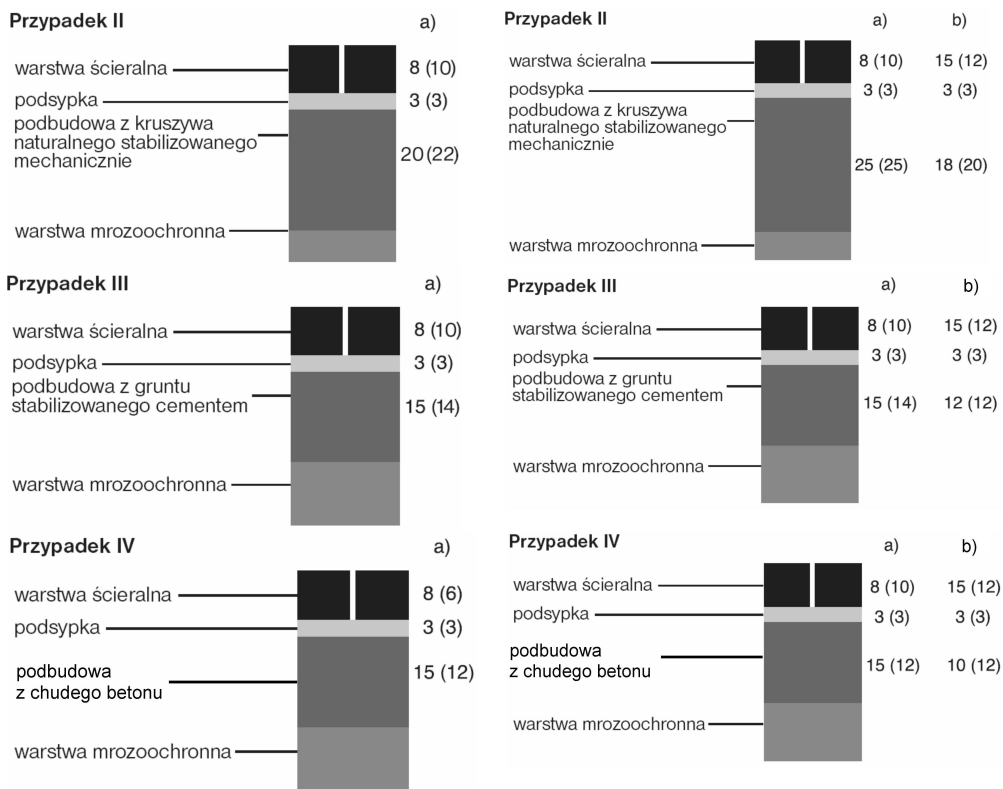 Przypadek II
a)
warstwa ścieralna
8 (10)
podsypka
3 (3)
podbudowa z kruszywa
naturalnego stabilizowanego
mechanicznie
20 (22)
warstwa mrozoochronna
Przypadek II
a) b)
warstwa ścieralna
8 (10) 15 (12)
podsypka
3 (3) 3 (3)
podbudowa z kruszywa
naturalnego stabilizowanego
mechanicznie
25 (25) 18 (20)
warstwa mrozoochronna
Przypadek III
a)
warstwa ścieralna
8 (10)
podsypka
3 (3)
podbudowa z gruntu
stabilizowanego cementem
15 (14)
warstwa mrozoochronna
Przypadek III
a) b)
warstwa ścieralna
8 (10) 15 (12)
podsypka
3 (3) 3 (3)
podbudowa z gruntu
stabilizowanego cementem
15 (14) 12 (12)
warstwa mrozoochronna
Przypadek IV
a)
warstwa ścieralna
8 (6)
podsypka
3 (3)
podbudowa
z chudego betonu
15 (12)
warstwa mrozoochronna
Przypadek IV
a) b)
warstwa ścieralna
8 (10) 15 (12)
podsypka
3 (3) 3 (3)
podbudowa
z chudego betonu
15 (12) 10 (12)
warstwa mrozoochronna